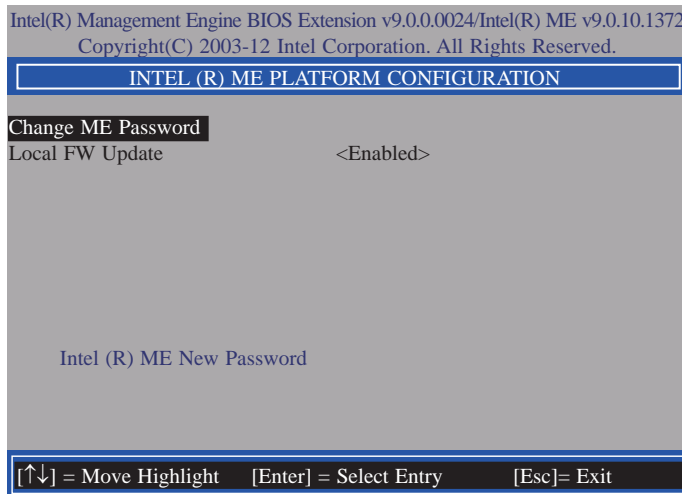 Intel(R) Management Engine BIOS Extension v9.0.0.0024/Intel(R) ME v9.0.10.1372
Copyright(C) 2003-12 Intel Corporation. All Rights Reserved.
INTEL (R) ME PLATFORM CONFIGURATION
Change ME Password
Local FW Update <Enabled>
Intel (R) ME New Password
[↑↓] = Move Highlight [Enter] = Select Entry [Esc]= Exit